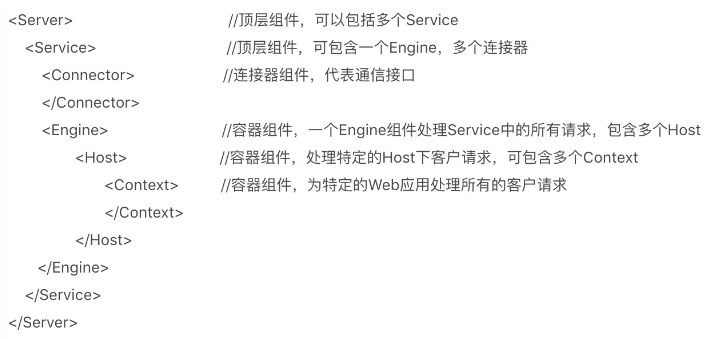 <Server> //顶层组件，可以包括多个Service
<Service> //顶层组件，可包含一个Engine，多个连接器
<Connector> //连接器组件，代表通信接口
</Connector>
<Engine> //容器组件，一个Engine组件处理Service中的所有请求，包含多个Host
<Host> //容器组件，处理特定的Host下客户请求，可包含多个Context
<Context> //容器组件，为特定的Web应用处理所有的客户请求
</Context>
</Host>
</Engine>
</Service>
</Server>